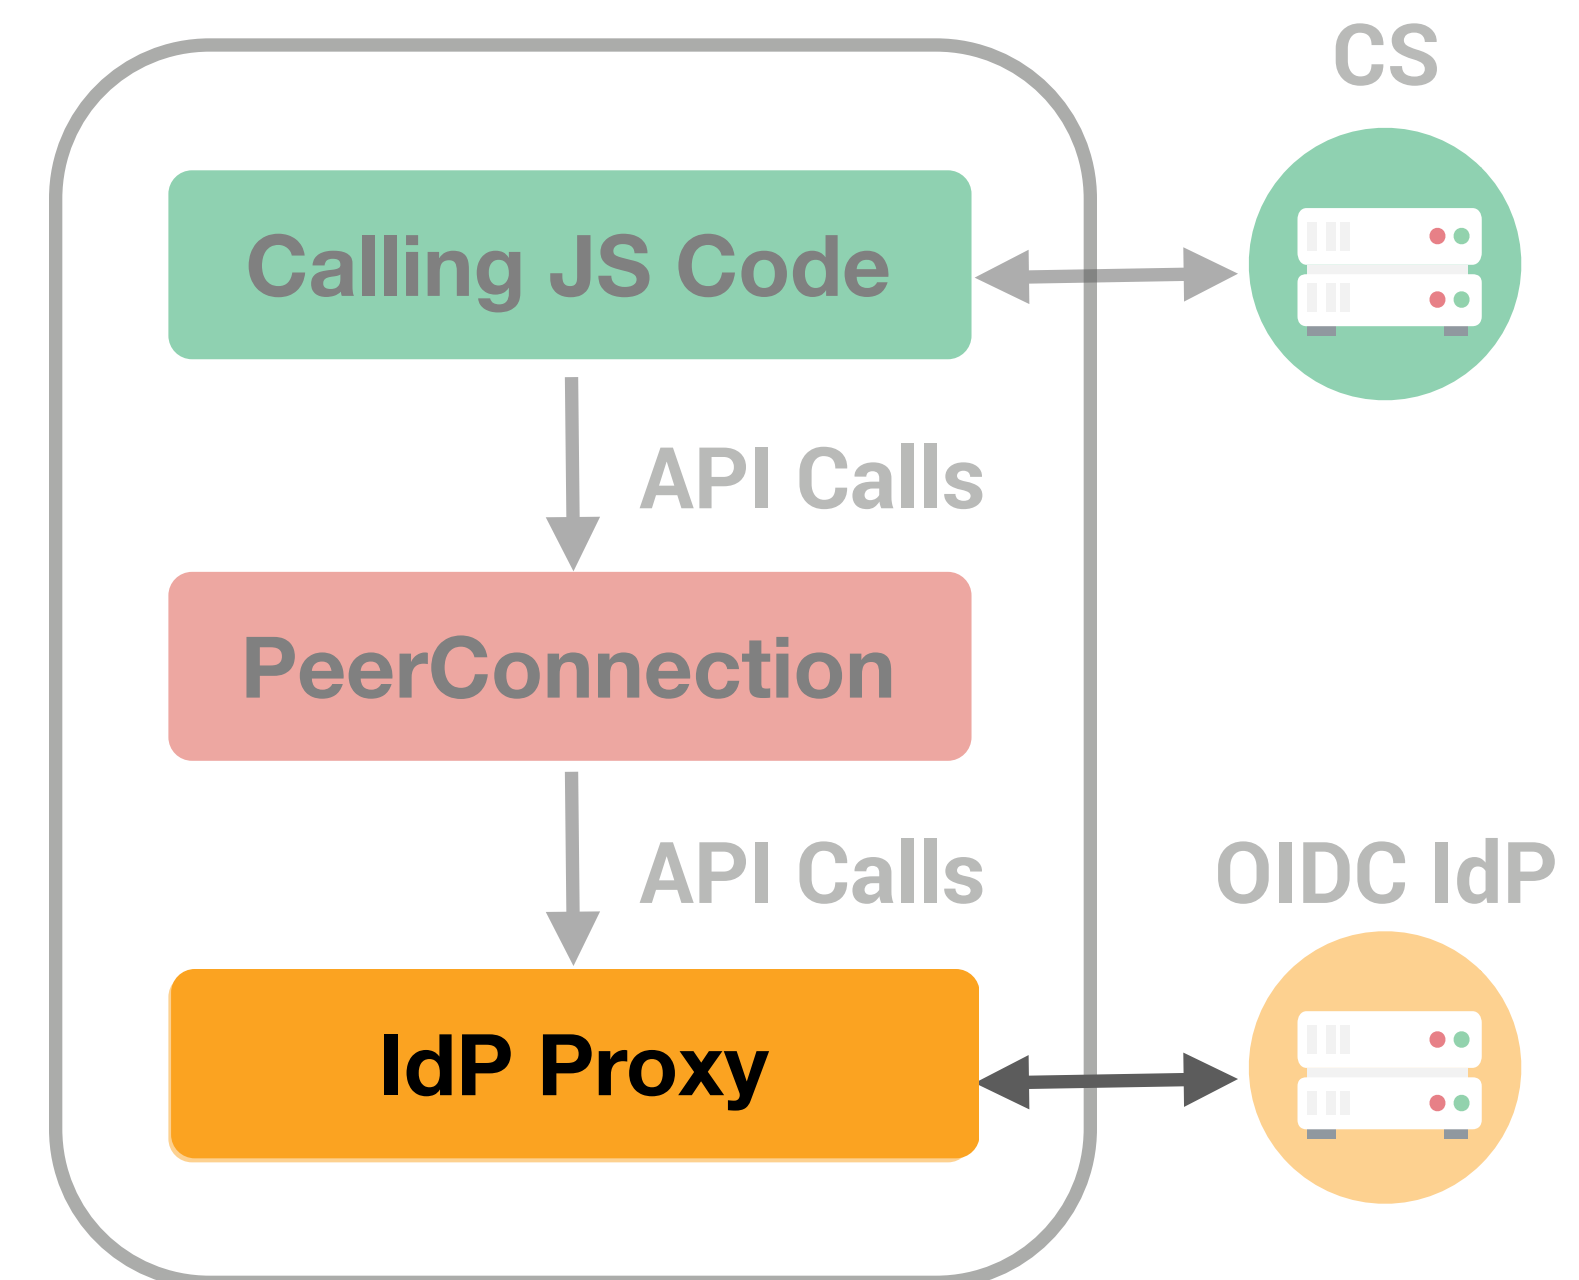 CS
Calling JS Code
API Calls
PeerConnection
API Calls
OIDC IdP
IdP Proxy